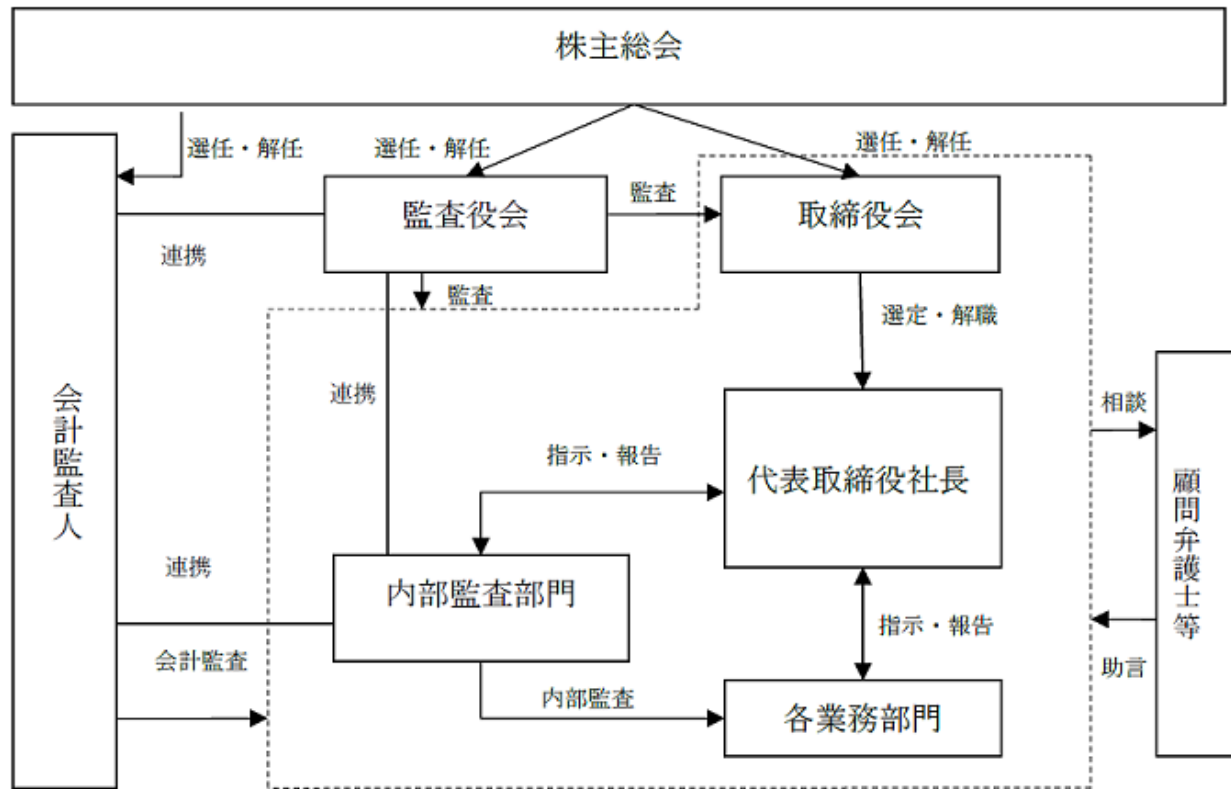 株主総会
選任・解任
選任・解任
選任・解任
監査役会
監査
取締役会
連携
監査
選定・解職
会計監査人
連携
相談
指示・報告
代表取締役社長
顧問弁護士等
連携
内部監査部門
指示・報告
会計監査
助言
内部監査
各業務部門